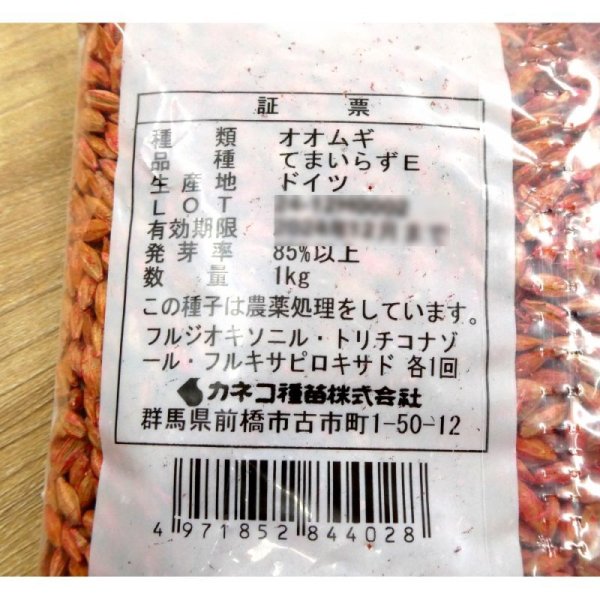 証 票
種 類 オオムギ
品 種 てまいらずE
生 産 地 ドイツ
L O T
有効期限
発 芽 率 85%以上
数 量 1kg
この種子は農薬処理をしています。
フルジオキソニル・トリチコナゾ
ール・フルキサピロキサド 各1回
カネコ種苗株式会社
群馬県前橋市古市町1-50-12
4 971852 844028